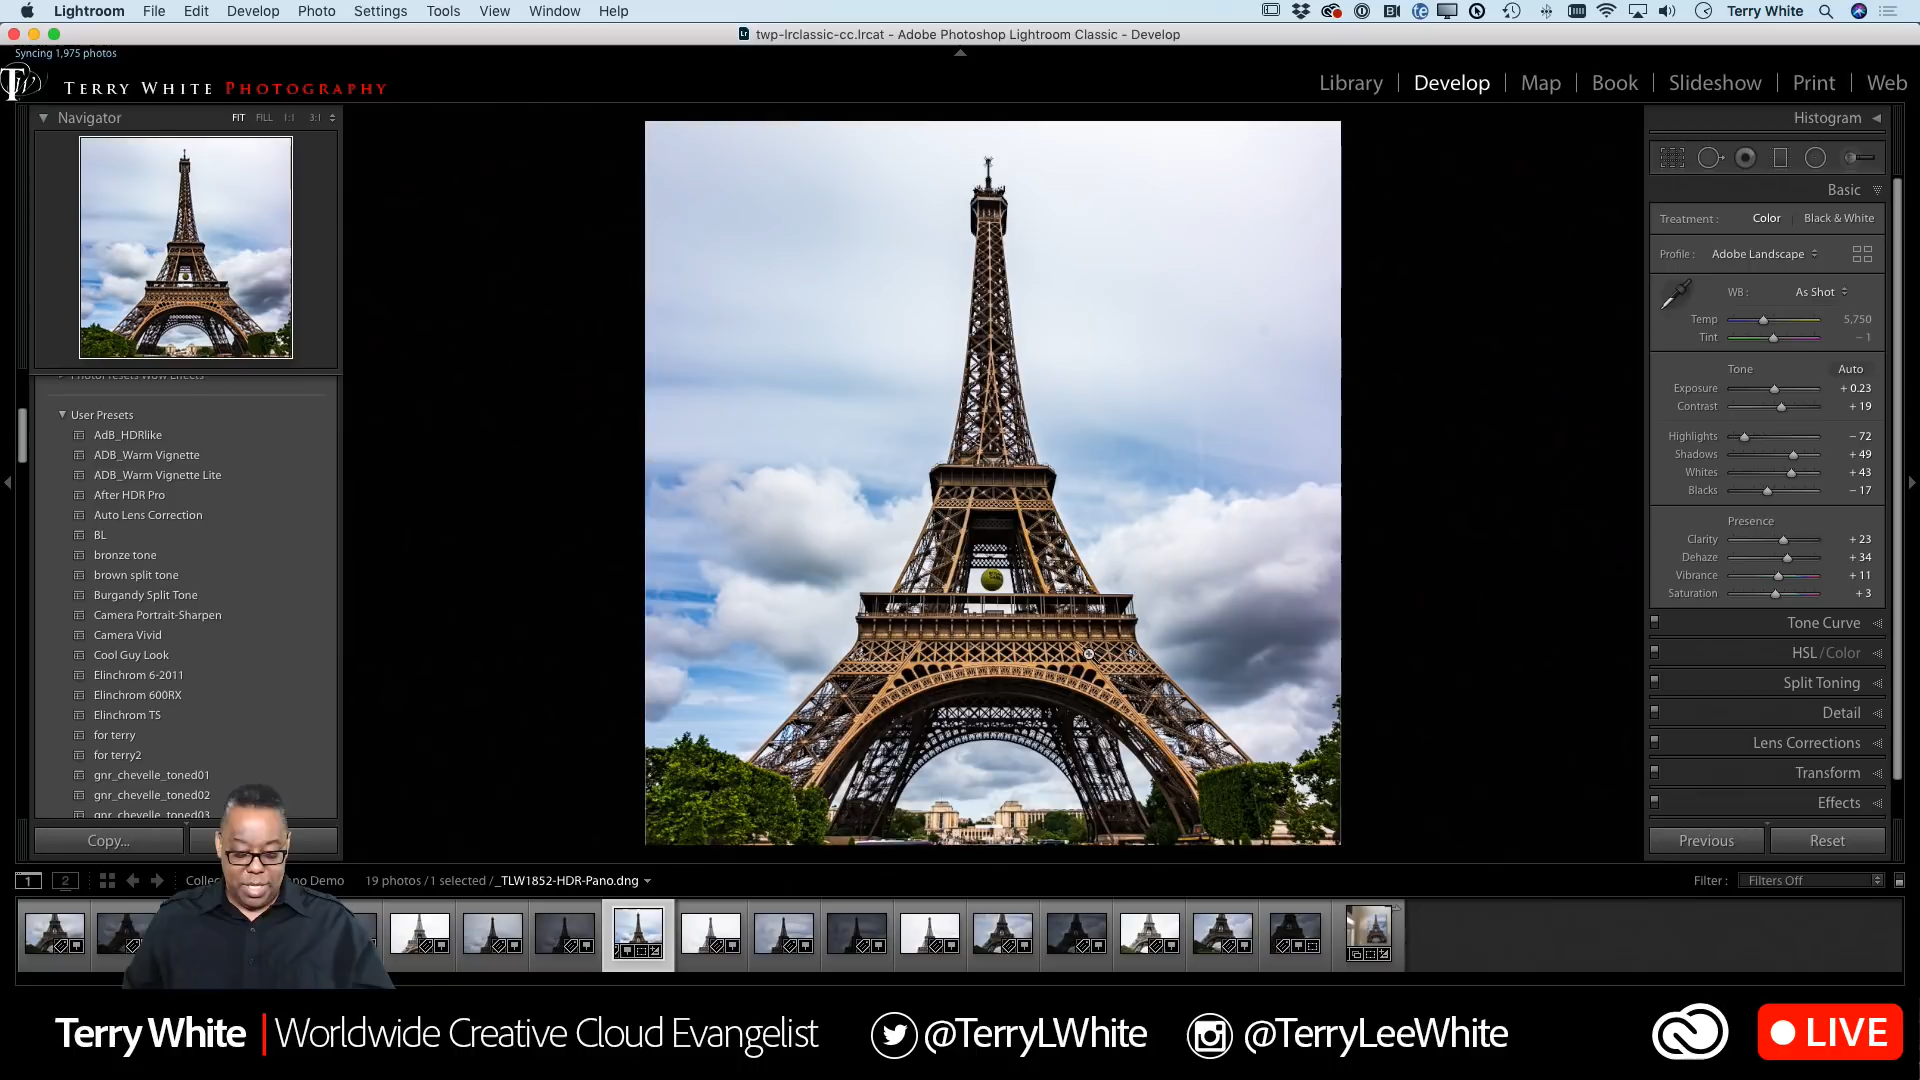 Lightroom File Edit Develop Photo Settings Tools View Window Help Terry White
twp-lrclassic-cc.lrcat - Adobe Photoshop Lightroom Classic - Develop
Syncing 1,975 photos
TW TERRY WHITE PHOTOGRAPHY
Library | Develop | Map | Book | Slideshow | Print | Web
Navigator FIT FILL 1:1 3:1
User Presets
AdB_HDRlike
ADB_Warm Vignette
ADB_Warm Vignette Lite
After HDR Pro
Auto Lens Correction
BL
bronze tone
brown split tone
Burgandy Split Tone
Camera Portrait-Sharpen
Camera Vivid
Cool Guy Look
Elinchrom 6-2011
Elinchrom 600RX
Elinchrom TS
for terry
for terry2
gnr_chevelle_toned01
gnr_chevelle_toned02
gnr_chevelle_toned03
Copy...
Histogram
Basic
Treatment : Color Black & White
Profile : Adobe Landscape
WB : As Shot
Temp 5,750
Tint – 1
Tone Auto
Exposure + 0.23
Contrast + 19
Highlights – 72
Shadows + 49
Whites + 43
Blacks – 17
Presence
Clarity + 23
Dehaze + 34
Vibrance + 11
Saturation + 3
Tone Curve
HSL / Color
Split Toning
Detail
Lens Corrections
Transform
Effects
Previous Reset
1 2 Demo 19 photos / 1 selected / _TLW1852-HDR-Pano.dng Filter : Filters Off
Terry White | Worldwide Creative Cloud Evangelist @TerryLWhite @TerryLeeWhite LIVE